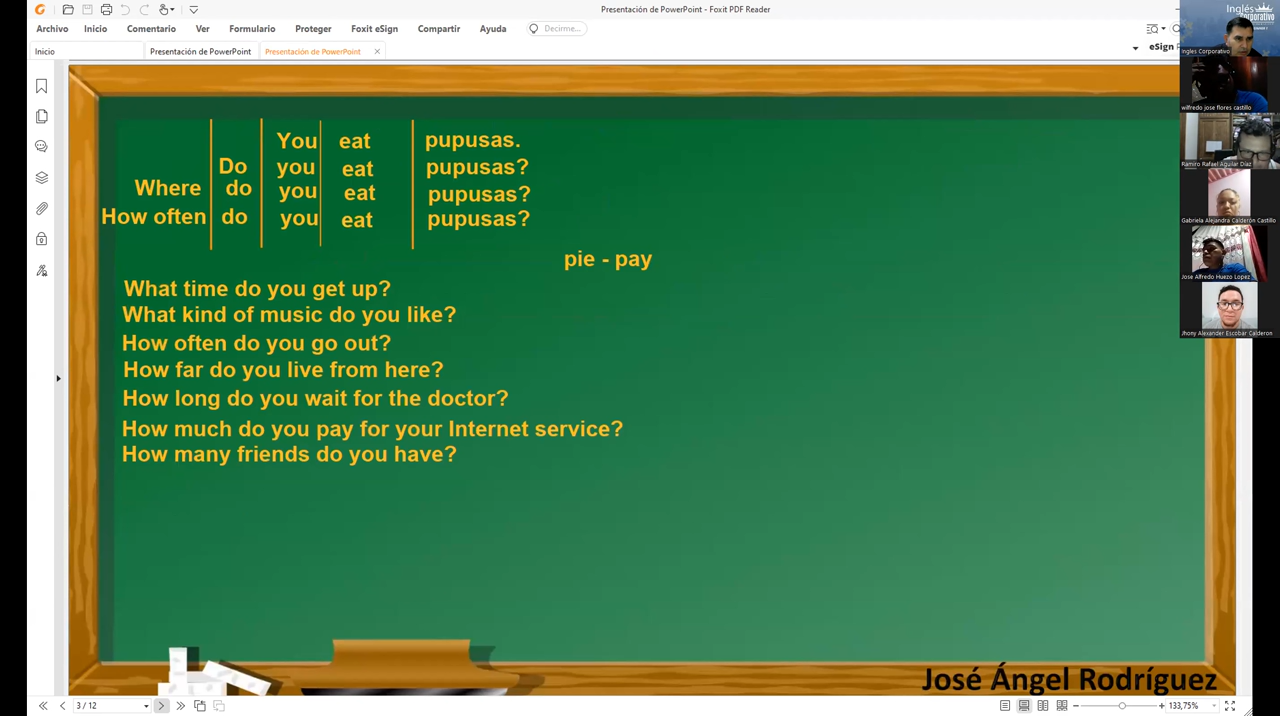 Presentación de PowerPoint - Foxit PDF Reader
Archivo Inicio Comentario Ver Formulario Proteger Foxit eSign Compartir Ayuda Decirme...
Inicio Presentación de PowerPoint Presentación de PowerPoint eSign
You eat pupusas.
Do you eat pupusas?
Where do you eat pupusas?
How often do you eat pupusas?
pie - pay
What time do you get up?
What kind of music do you like?
How often do you go out?
How far do you live from here?
How long do you wait for the doctor?
How much do you pay for your Internet service?
How many friends do you have?
José Ángel Rodríguez
3 / 12 133,75%
Inglés Corporativo
Ingles Corporativo
wilfredo jose flores castillo
Ramiro Rafael Aguilar Díaz
Gabriela Alejandra Calderón Castillo
Jose Alfredo Huezo Lopez
Jhony Alexander Escobar Calderon